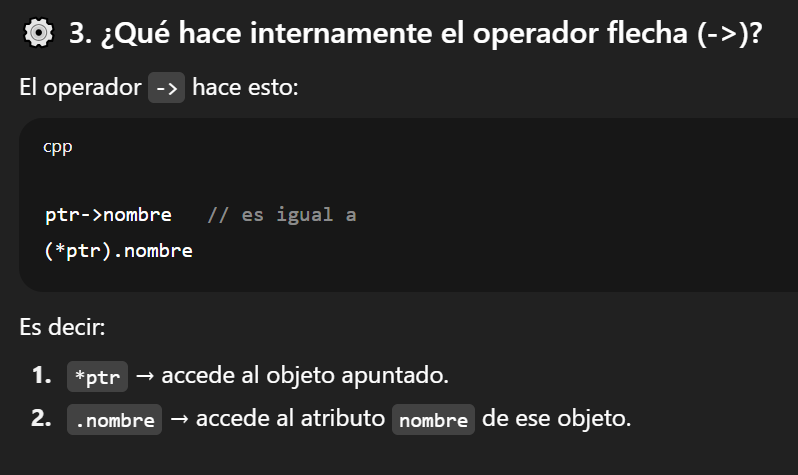 3. ¿Qué hace internamente el operador flecha (->)?
El operador -> hace esto:
cpp
ptr->nombre // es igual a
(*ptr).nombre
Es decir:
1. *ptr → accede al objeto apuntado.
2. .nombre → accede al atributo nombre de ese objeto.